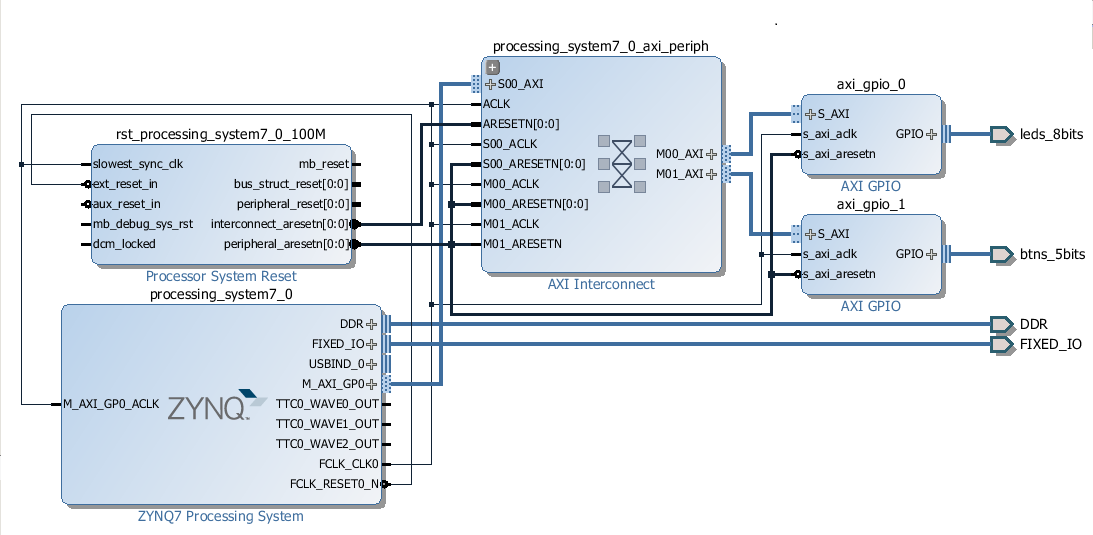 processing_system7_0_axi_periph
S00_AXI
ACLK
ARESETN[0:0]
S00_ACLK
S00_ARESETN[0:0]
M00_ACLK
M00_ARESETN[0:0]
M01_ACLK
M01_ARESETN
M00_AXI
M01_AXI
AXI Interconnect
axi_gpio_0
S_AXI
s_axi_aclk
s_axi_aresetn
GPIO
AXI GPIO
leds_8bits
axi_gpio_1
S_AXI
s_axi_aclk
s_axi_aresetn
GPIO
AXI GPIO
btns_5bits
rst_processing_system7_0_100M
slowest_sync_clk
ext_reset_in
aux_reset_in
mb_debug_sys_rst
dcm_locked
mb_reset
bus_struct_reset[0:0]
peripheral_reset[0:0]
interconnect_aresetn[0:0]
peripheral_aresetn[0:0]
Processor System Reset
processing_system7_0
M_AXI_GP0_ACLK
ZYNQ
DDR
FIXED_IO
USBIND_0
M_AXI_GP0
TTC0_WAVE0_OUT
TTC0_WAVE1_OUT
TTC0_WAVE2_OUT
FCLK_CLK0
FCLK_RESET0_N
ZYNQ7 Processing System
DDR
FIXED_IO